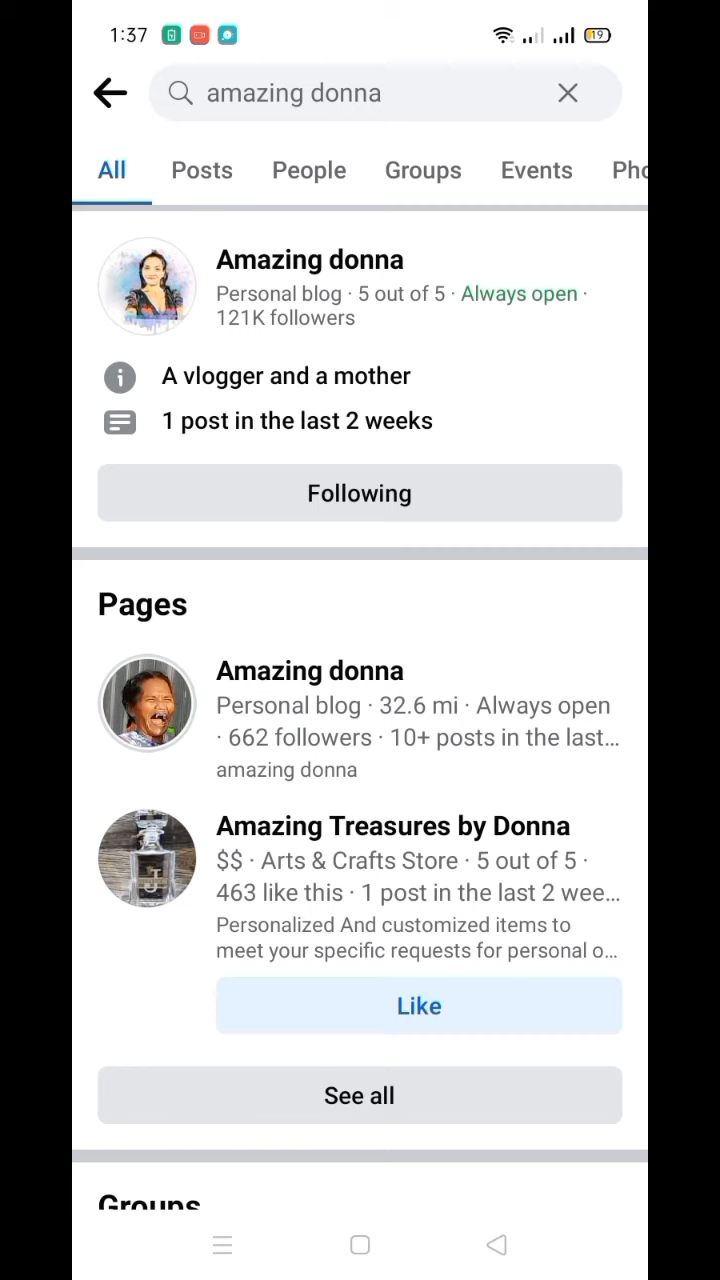 1:37
19
amazing donna
All Posts People Groups Events Pho
Amazing donna
Personal blog · 5 out of 5 · Always open ·
121K followers
A vlogger and a mother
1 post in the last 2 weeks
Following
Pages
Amazing donna
Personal blog · 32.6 mi · Always open
· 662 followers · 10+ posts in the last...
amazing donna
Amazing Treasures by Donna
$$ · Arts & Crafts Store · 5 out of 5 ·
463 like this · 1 post in the last 2 wee...
Personalized And customized items to
meet your specific requests for personal o...
Like
See all
Groups